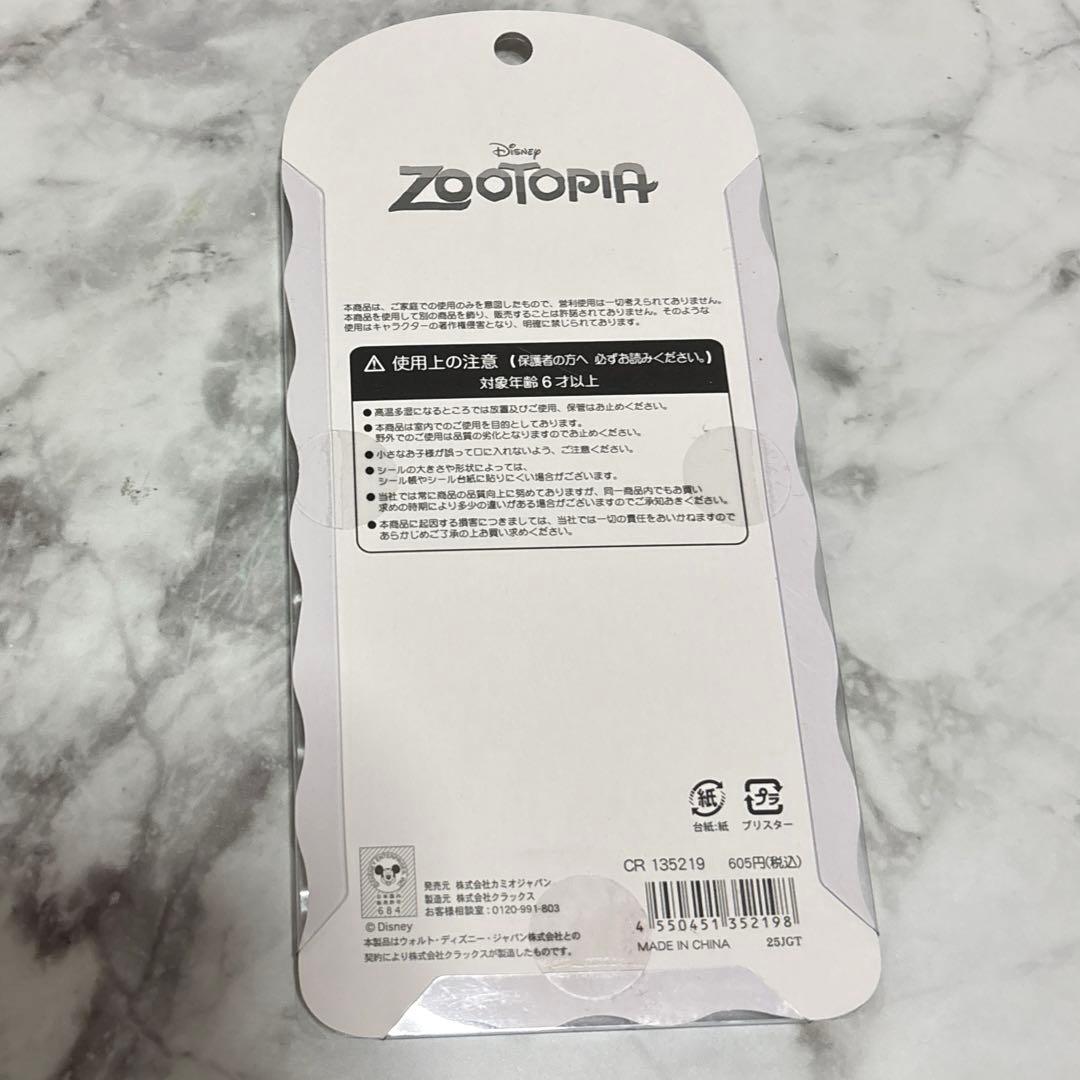 Disney
ZOOTOPIA
本商品は、ご家庭での使用のみを意図したもので、営利使用は一切考えられておりません。
本商品を使用して別の商品を飾り、販売することは許諾されておりません。そのような
使用はキャラクターの著作権侵害となり、明確に禁じられております。
⚠ 使用上の注意 (保護者の方へ 必ずお読みください。)
対象年齢6才以上
●高温多湿になるところでは放置及びご使用、保管はお止めください。
●本商品は室内でのご使用を目的としております。
野外でのご使用は品質の劣化となりますのでお止めください。
●小さなお子様が誤って口に入れないよう、ご注意ください。
●シールの大きさや形状によっては、
シール帳やシール台紙に貼りにくい場合がございます。
●当社では常に商品の品質向上に努めておりますが、同一商品内でもお買い
求めの時期により多少の違いがある場合がございますのでご承知おきください。
●本商品に起因する損害につきましては、当社では一切の責任をおいかねますので
あらかじめご了承の上お買い求めください。
紙 プラ
台紙:紙 ブリスター
CR 135219 605円(税込)
684
発売元 株式会社カミオジャパン
製造元 株式会社クラックス
お客様相談室:0120-991-803
© Disney
本製品はウォルト・ディズニー・ジャパン株式会社との
契約により株式会社クラックスが製造したものです。
4 550451 352198
MADE IN CHINA 25JGT